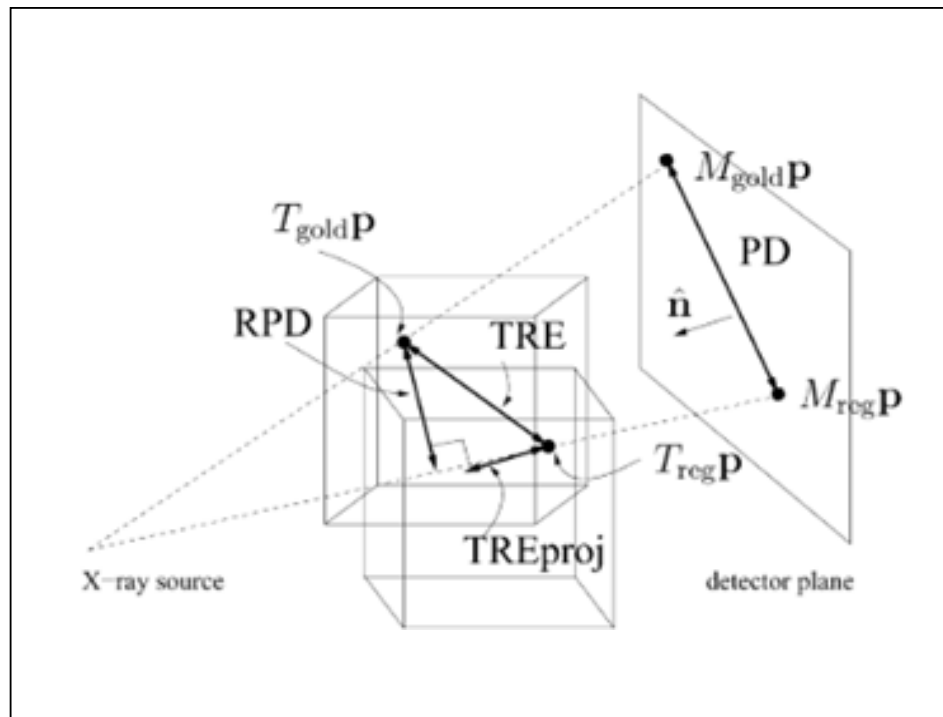 M_gold p
T_gold p
PD
RPD
TRE
n̂
M_reg p
T_reg p
TREproj
X-ray source
detector plane